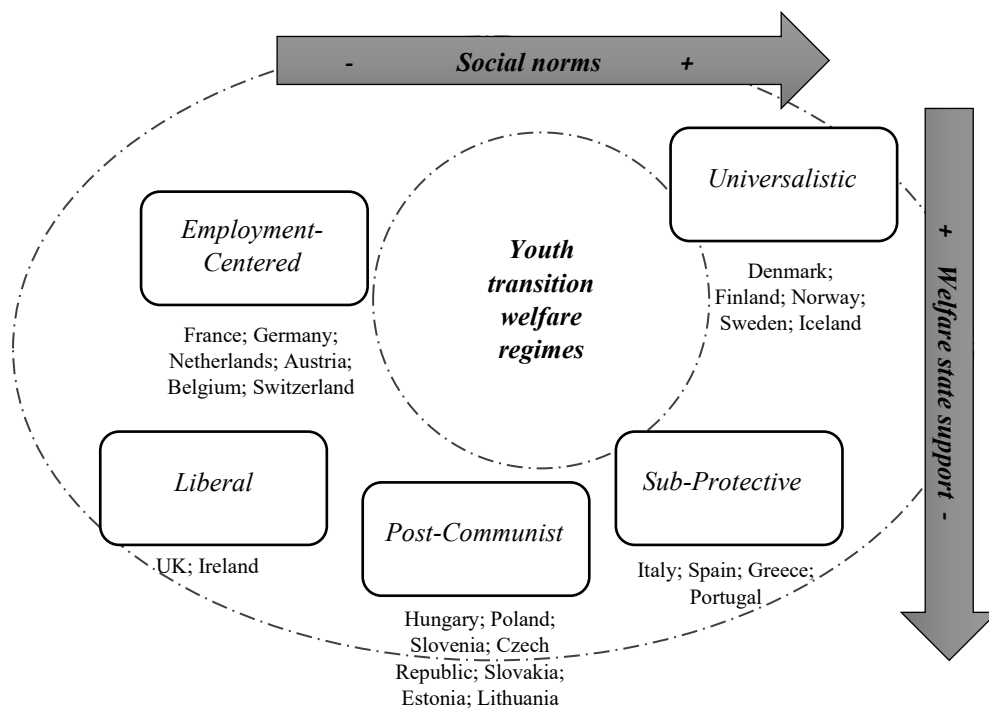 - Social norms +
Universalistic
Employment-
Centered
Youth
transition
welfare
regimes
+ Welfare state support -
Denmark;
Finland; Norway;
Sweden; Iceland
France; Germany;
Netherlands; Austria;
Belgium; Switzerland
Liberal
Sub-Protective
Post-Communist
UK; Ireland
Italy; Spain; Greece;
Portugal
Hungary; Poland;
Slovenia; Czech
Republic; Slovakia;
Estonia; Lithuania